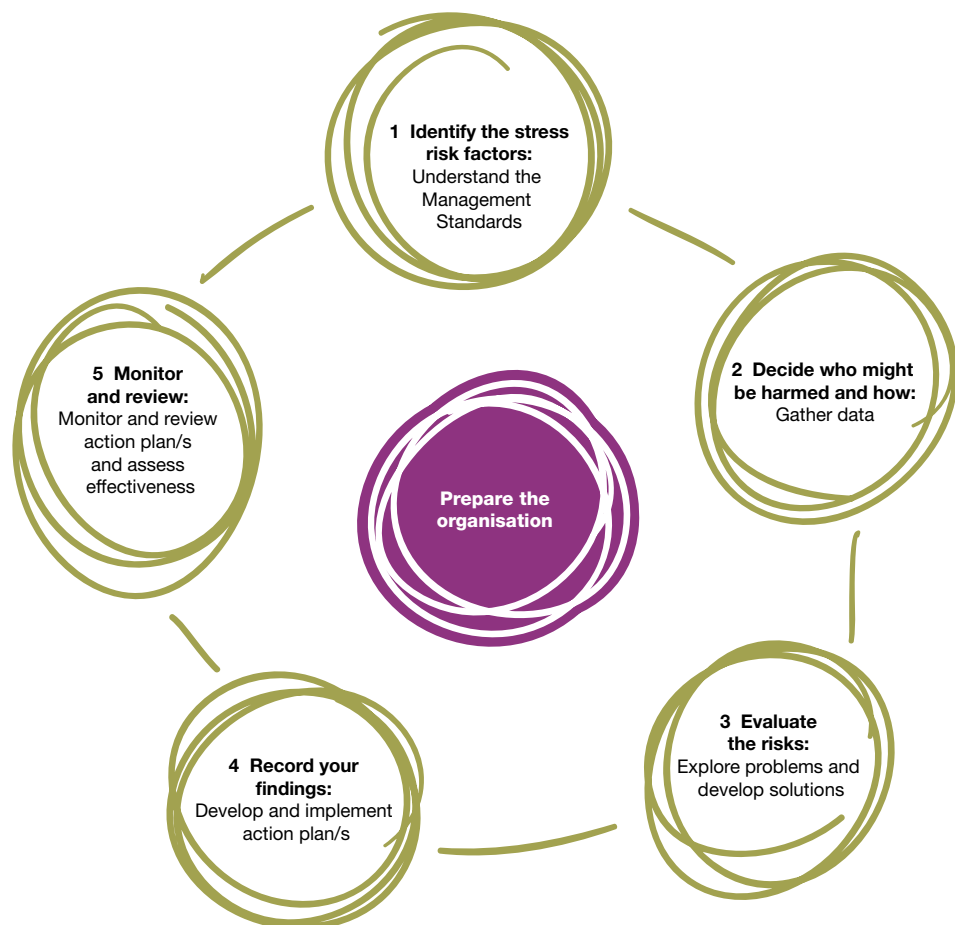 1 Identify the stress
risk factors:
Understand the
Management
Standards
2 Decide who might
be harmed and how:
Gather data
3 Evaluate
the risks:
Explore problems and
develop solutions
4 Record your
findings:
Develop and implement
action plan/s
5 Monitor
and review:
Monitor and review
action plan/s
and assess
effectiveness
Prepare the
organisation